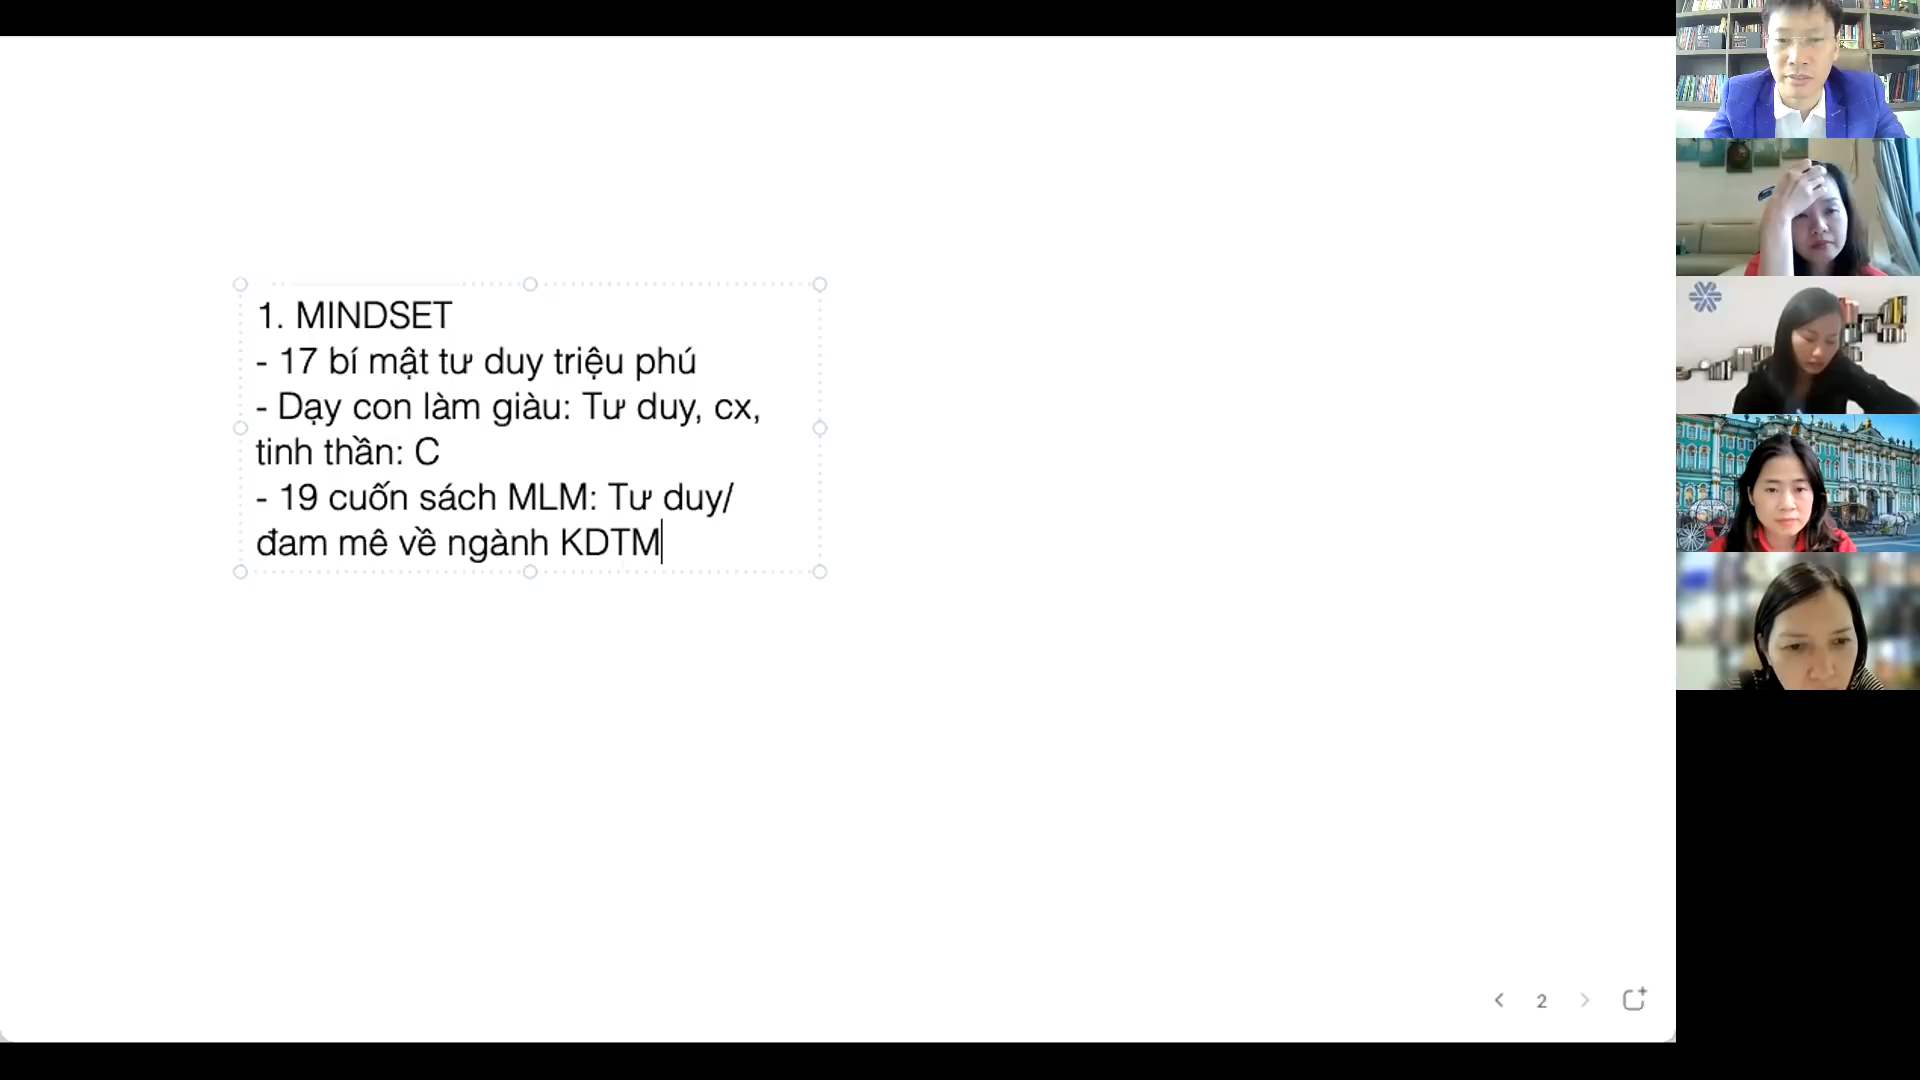 1. MINDSET
- 17 bí mật tư duy triệu phú
- Dạy con làm giàu: Tư duy, cx,
tinh thần: C
- 19 cuốn sách MLM: Tư duy/
đam mê về ngành KDTM
2